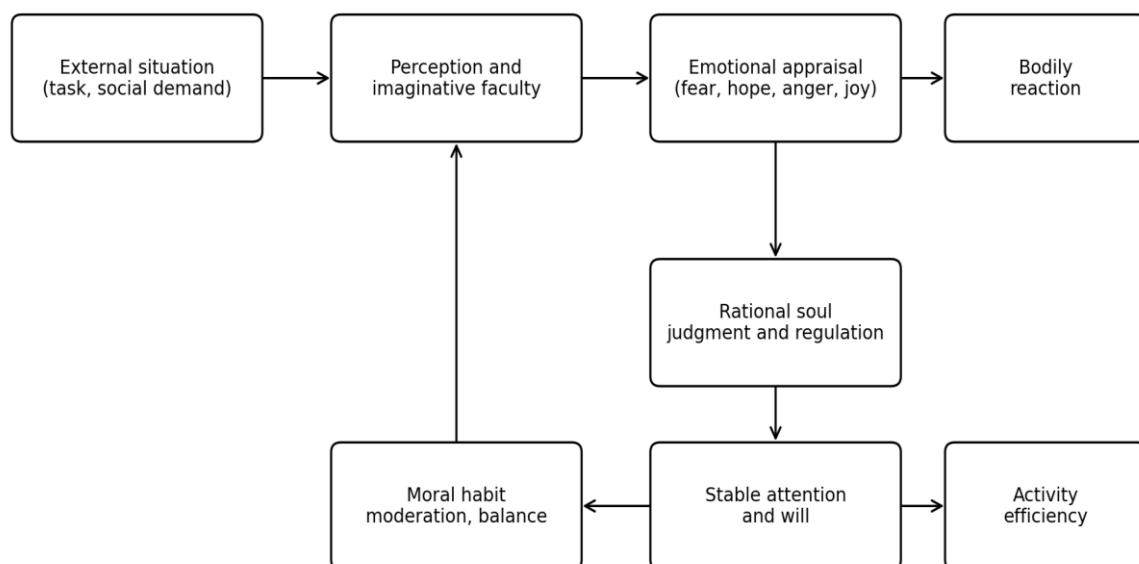 External situation
(task, social demand)
Perception and
imaginative faculty
Emotional appraisal
(fear, hope, anger, joy)
Bodily
reaction
Rational soul
judgment and regulation
Moral habit
moderation, balance
Stable attention
and will
Activity
efficiency